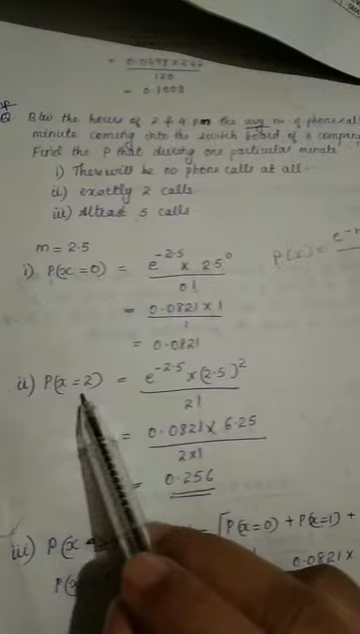 = 0.0498 × 242
120
= 0.1008
Q Btw the hours of 2 & 4 pm the avg no of phone cal
minute coming into the switch board of a compan
Find the P that during one particular minute
i) There will be no phone calls at all.
ii) exactly 2 calls
iii) Atleast 5 calls
m = 2.5
P(x) = e^-
i) P(x = 0) = e^-2.5 × 2.5^0
0!
= 0.0821 × 1
1
= 0.0821
ii) P(x = 2) = e^-2.5 × (2.5)^2
2!
= 0.0821 × 6.25
2×1
= 0.256
iii) P(x [P(x=0) + P(x=1) +
P( 0.0821 ×